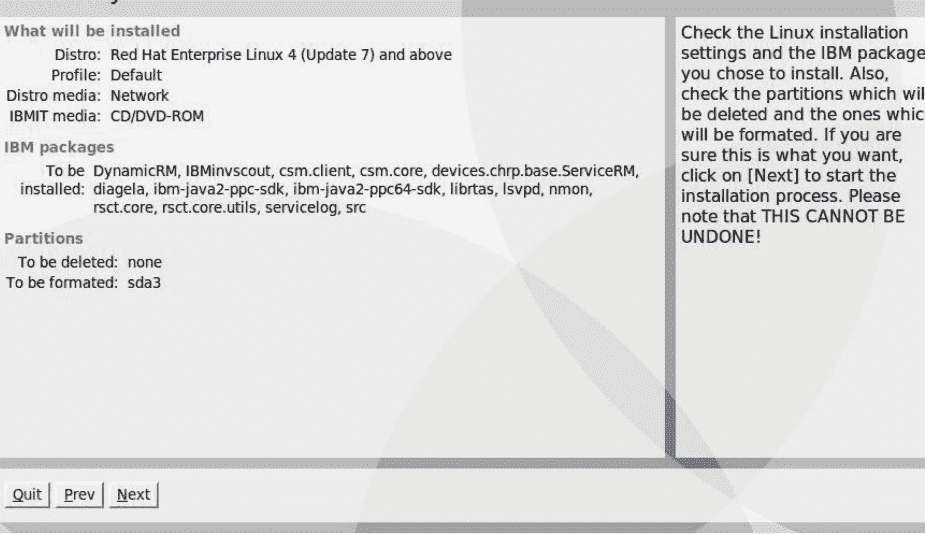 What will be installed
Distro: Red Hat Enterprise Linux 4 (Update 7) and above
Profile: Default
Distro media: Network
IBMIT media: CD/DVD-ROM
IBM packages
To be installed: DynamicRM, IBMinvscout, csm.client, csm.core, devices.chrp.base.ServiceRM,
diagela, ibm-java2-ppc-sdk, ibm-java2-ppc64-sdk, librtas, lsvpd, nmon,
rsct.core, rsct.core.utils, servicelog, src
Partitions
To be deleted: none
To be formated: sda3
Check the Linux installation
settings and the IBM package
you chose to install. Also,
check the partitions which wil
be deleted and the ones whic
will be formated. If you are
sure this is what you want,
click on [Next] to start the
installation process. Please
note that THIS CANNOT BE
UNDONE!
Quit Prev Next